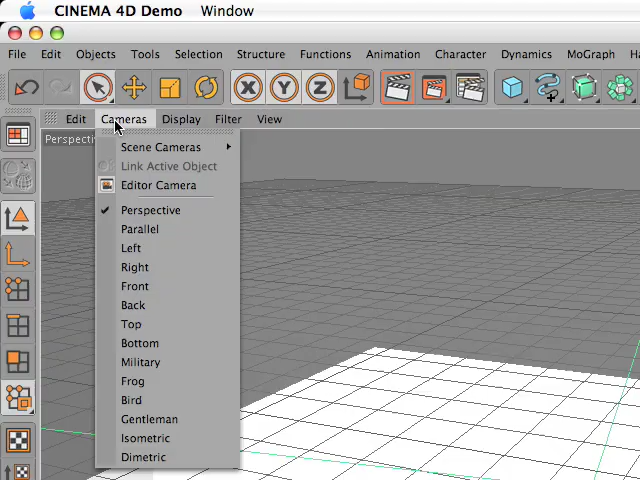 CINEMA 4D Demo Window
File Edit Objects Tools Selection Structure Functions Animation Character Dynamics MoGraph
X Y Z
Edit Cameras Display Filter View
Scene Cameras
Link Active Object
Editor Camera
Perspective
Parallel
Left
Right
Front
Back
Top
Bottom
Military
Frog
Bird
Gentleman
Isometric
Dimetric